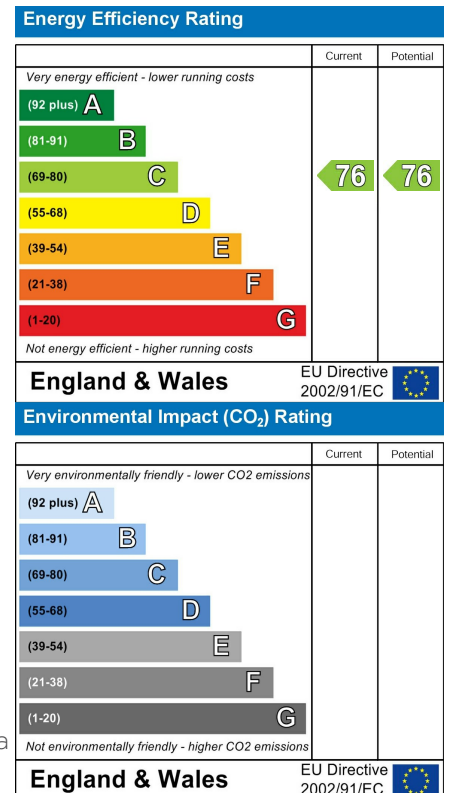 Energy Efficiency Rating
Current Potential
Very energy efficient - lower running costs
(92 plus) A
(81-91) B
(69-80) C 76 76
(55-68) D
(39-54) E
(21-38) F
(1-20) G
Not energy efficient - higher running costs
England & Wales EU Directive 2002/91/EC
Environmental Impact (CO₂) Rating
Current Potential
Very environmentally friendly - lower CO2 emissions
(92 plus) A
(81-91) B
(69-80) C
(55-68) D
(39-54) E
(21-38) F
(1-20) G
a
Not environmentally friendly - higher CO2 emissions
England & Wales EU Directive 2002/91/EC